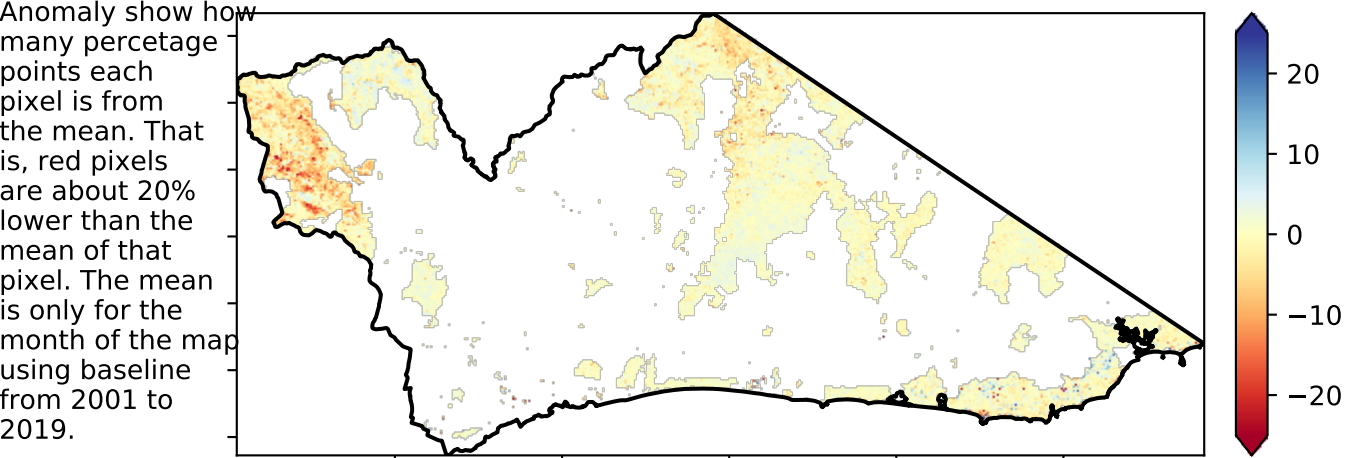 Anomaly show how
many percetage
points each
pixel is from
the mean. That
is, red pixels
are about 20%
lower than the
mean of that
pixel. The mean
is only for the
month of the map
using baseline
from 2001 to
2019.
20
10
0
−10
−20